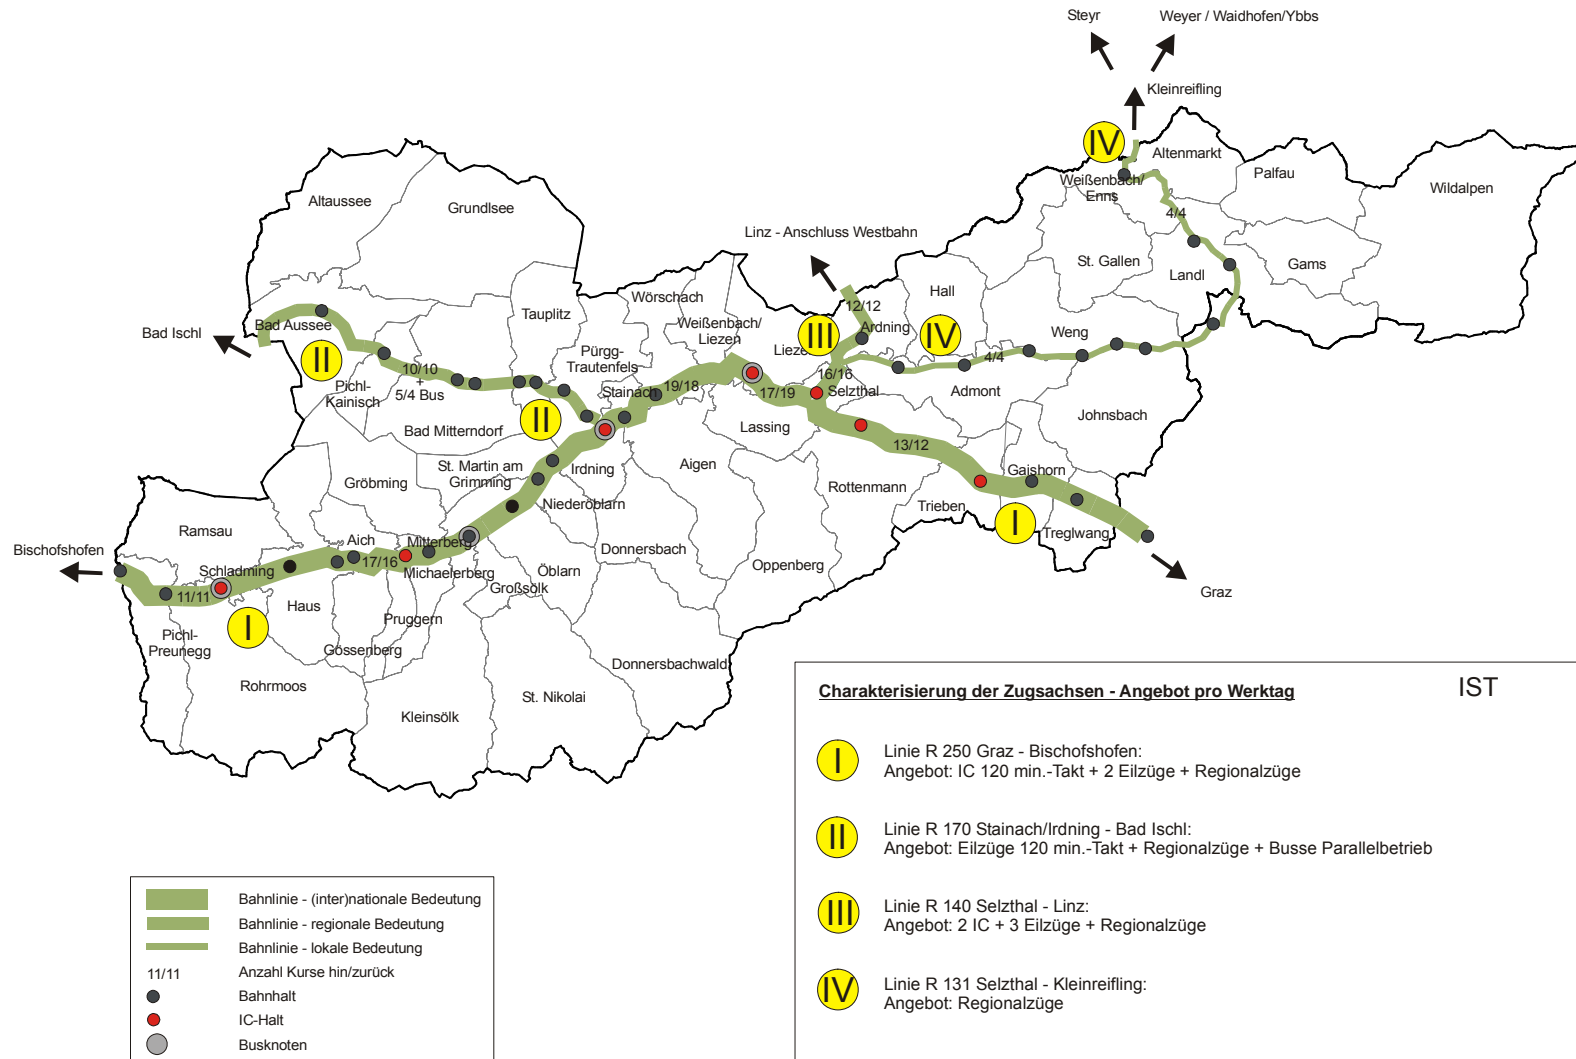 Steyr
Weyer / Waidhofen/Ybbs
Kleinreifling
IV
Altenmarkt
Palfau
Wildalpen
Weißenbach/
Enns
4/4
Altaussee
Grundlsee
Linz - Anschluss Westbahn
St. Gallen
Gams
Landl
Hall
Wörschach
Tauplitz
12/12
Bad Ischl
Bad Aussee
Weißenbach/
Liezen
III
Ardning
IV
Weng
Liezen
II
Pürgg-
Trautenfels
10/10
+
5/4 Bus
4/4
16/16
Pichl-
Kainisch
Stainach
19/18
17/19
Selzthal
Admont
Johnsbach
II
Bad Mitterndorf
Lassing
13/12
St. Martin am
Grimming
Irdning
Aigen
Gaishorn
Gröbming
Rottenmann
Niederöblarn
Trieben
I
Treglwang
Ramsau
Bischofshofen
Aich
Mitterberg
Donnersbach
17/16
Schladming
Michaelerberg
Öblarn
Oppenberg
Großsölk
11/11
Haus
Graz
Pruggern
I
Pichl-
Preunegg
Gössenberg
Donnersbachwald
Rohrmoos
St. Nikolai
Kleinsölk
Charakterisierung der Zugsachsen - Angebot pro Werktag
IST
I
Linie R 250 Graz - Bischofshofen:
Angebot: IC 120 min.-Takt + 2 Eilzüge + Regionalzüge
II
Linie R 170 Stainach/Irdning - Bad Ischl:
Angebot: Eilzüge 120 min.-Takt + Regionalzüge + Busse Parallelbetrieb
III
Linie R 140 Selzthal - Linz:
Angebot: 2 IC + 3 Eilzüge + Regionalzüge
IV
Linie R 131 Selzthal - Kleinreifling:
Angebot: Regionalzüge
Bahnlinie - (inter)nationale Bedeutung
Bahnlinie - regionale Bedeutung
Bahnlinie - lokale Bedeutung
11/11
Anzahl Kurse hin/zurück
Bahnhalt
IC-Halt
Busknoten